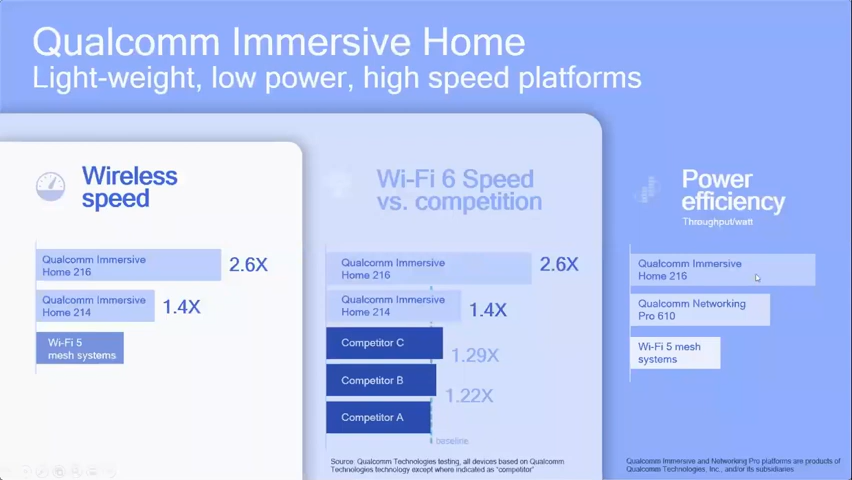 Qualcomm Immersive Home
Light-weight, low power, high speed platforms
Wireless
speed
Qualcomm Immersive
Home 216
2.6X
Qualcomm Immersive
Home 214
1.4X
Wi-Fi 5
mesh systems
Wi-Fi 6 Speed
vs. competition
Qualcomm Immersive
Home 216
2.6X
Qualcomm Immersive
Home 214
1.4X
Competitor C
1.29X
Competitor B
1.22X
Competitor A
baseline
Source: Qualcomm Technologies testing, all devices based on Qualcomm
Technologies technology except where indicated as "competitor"
Power
efficiency
Throughput/watt
Qualcomm Immersive
Home 216
Qualcomm Networking
Pro 610
Wi-Fi 5 mesh
systems
Qualcomm Immersive and Networking Pro platforms are products of
Qualcomm Technologies, Inc., and/or its subsidiaries